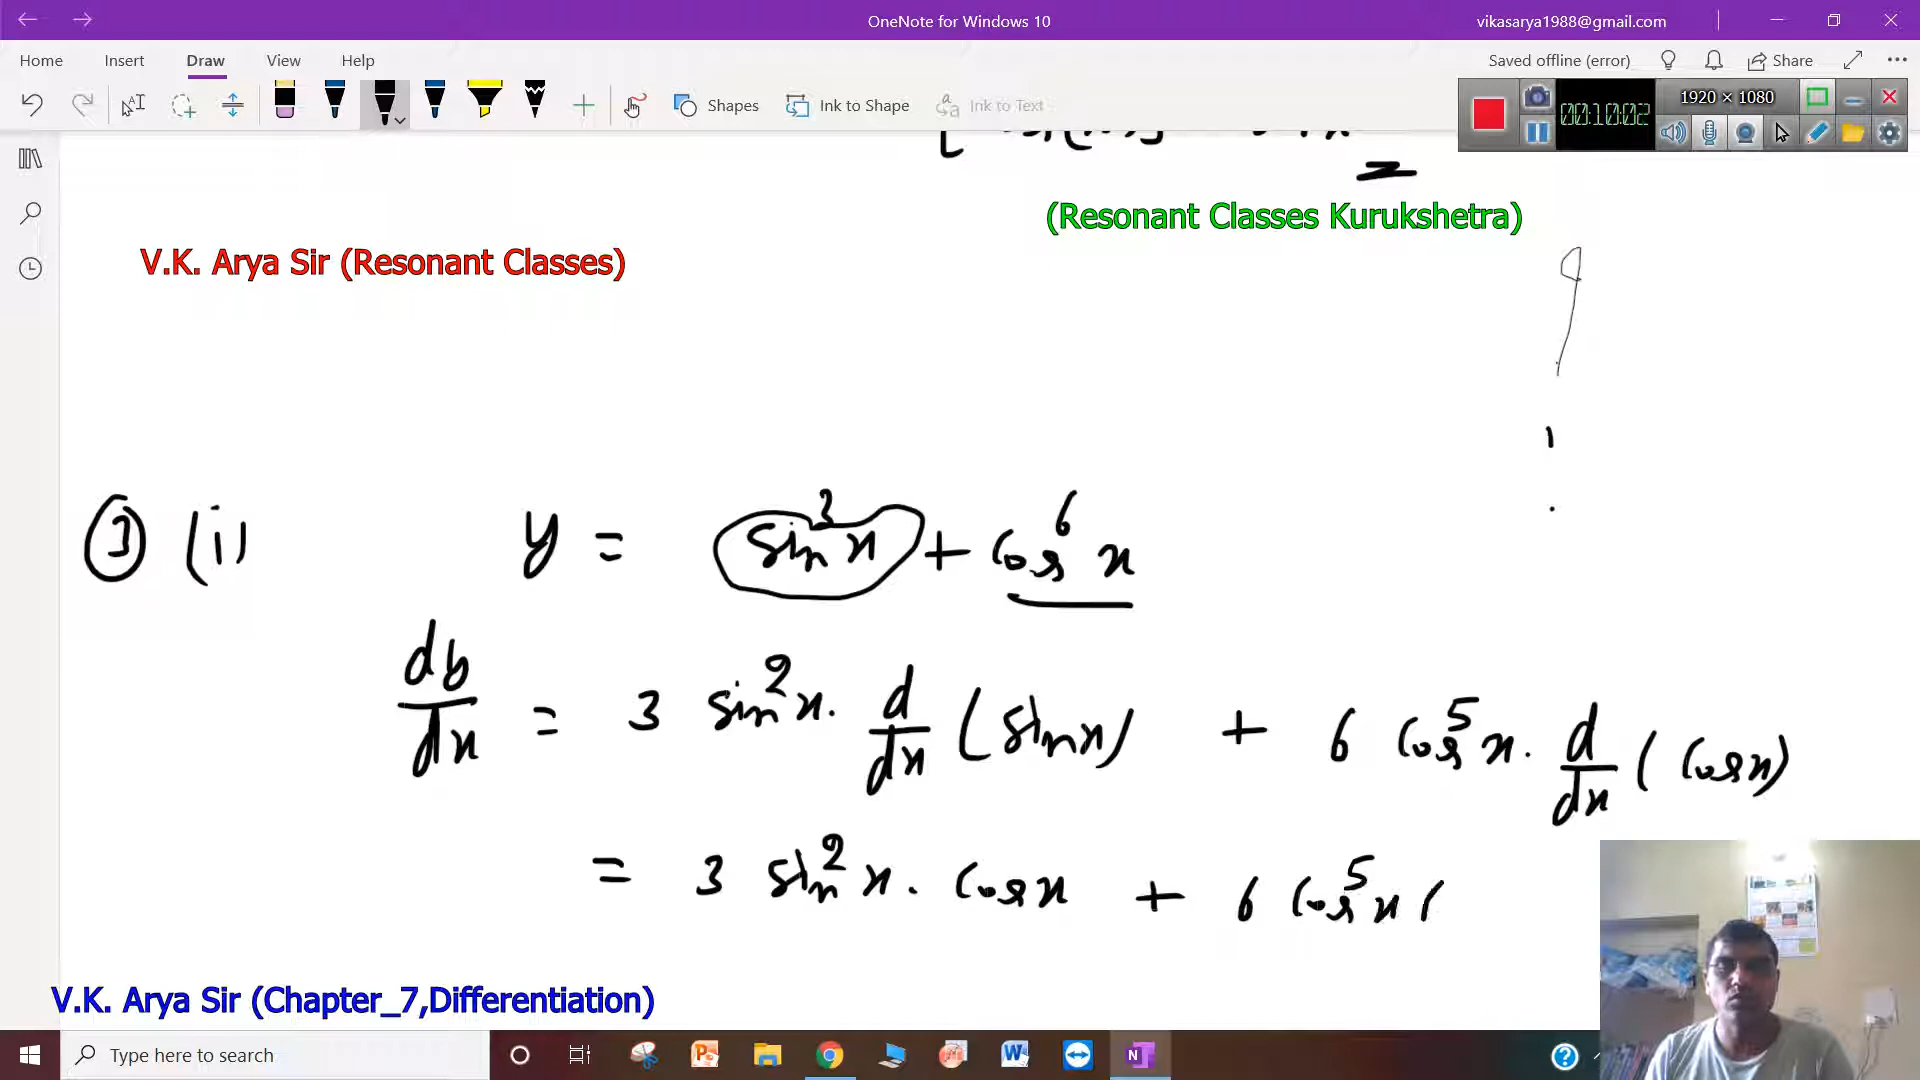 OneNote for Windows 10
vikasarya1988@gmail.com
Home Insert Draw View Help
Saved offline (error)
Share
Shapes
Ink to Shape
Ink to Text
1920 × 1080
00:10:02
(Resonant Classes Kurukshetra)
V.K. Arya Sir (Resonant Classes)
③ (i) y = sin³x + cos⁶x
dy/dx = 3 sin²x. d/dx (sinx) + 6 cos⁵x. d/dx (cosx)
= 3 sin²x. cosx + 6 cos⁵x (
V.K. Arya Sir (Chapter_7,Differentiation)
Type here to search